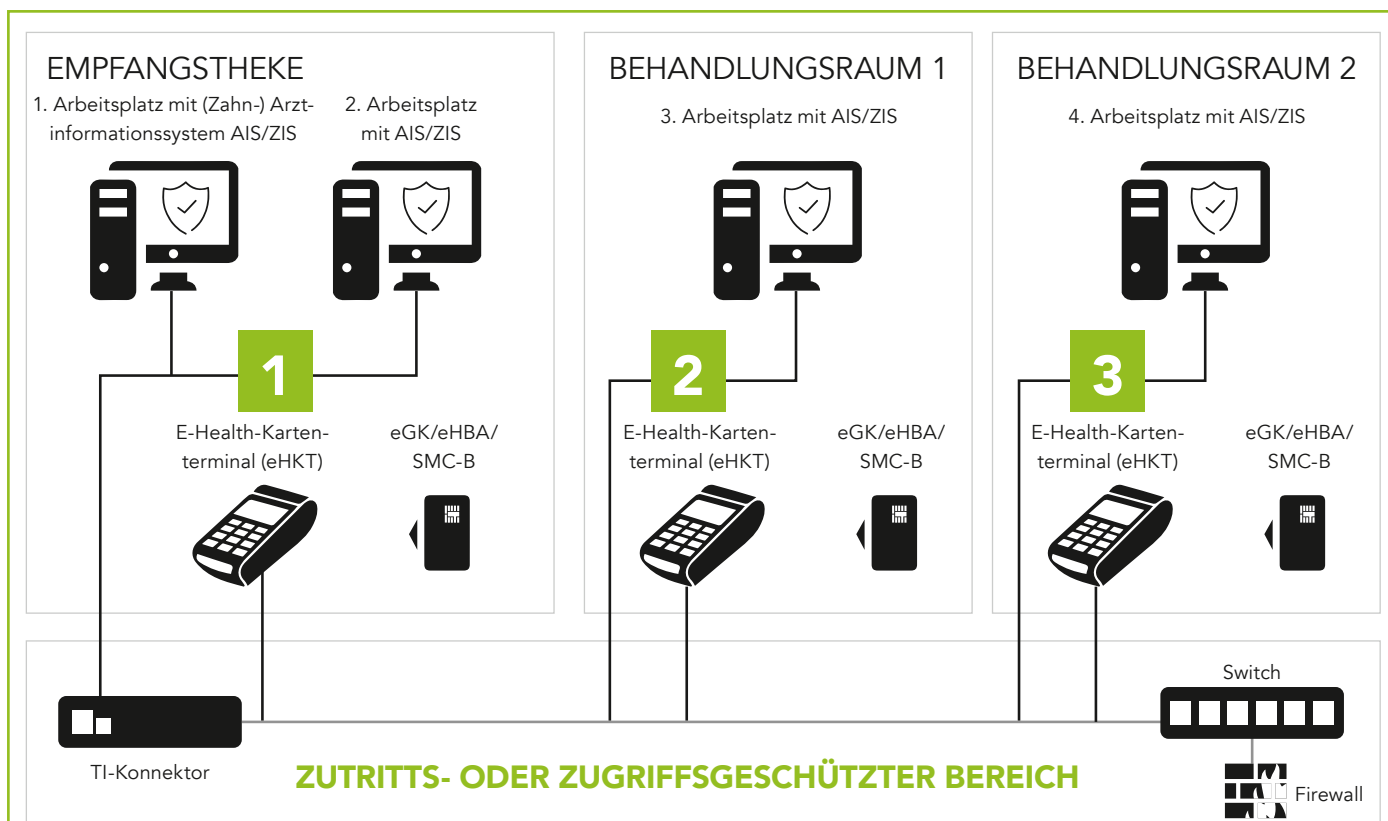 EMPFANGSTHEKE
1. Arbeitsplatz mit (Zahn-) Arzt-
informationssystem AIS/ZIS
2. Arbeitsplatz
mit AIS/ZIS
1
E-Health-Karten-
terminal (eHKT)
eGK/eHBA/
SMC-B
BEHANDLUNGSRAUM 1
3. Arbeitsplatz mit AIS/ZIS
2
E-Health-Karten-
terminal (eHKT)
eGK/eHBA/
SMC-B
BEHANDLUNGSRAUM 2
4. Arbeitsplatz mit AIS/ZIS
3
E-Health-Karten-
terminal (eHKT)
eGK/eHBA/
SMC-B
TI-Konnektor
ZUTRITTS- ODER ZUGRIFFSGESCHÜTZTER BEREICH
Switch
Firewall